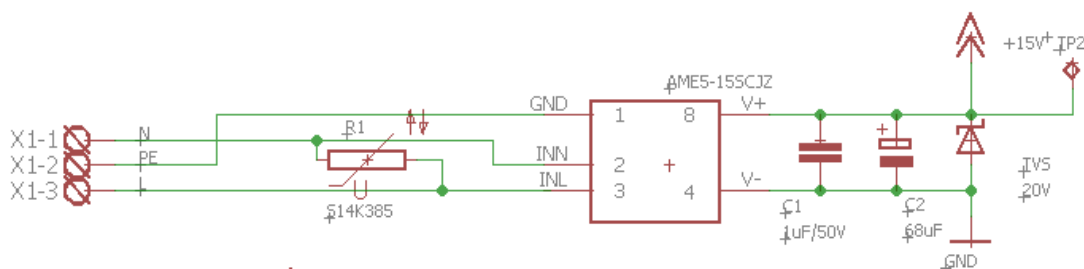 +15V
TP2
AME5-15SCJZ
GND
1
8
V+
X1-1
N
R1
X1-2
PE
INN
2
X1-3
L
INL
3
4
V-
U
S14K385
C1
1uF/50V
C2
68uF
TVS
20V
GND